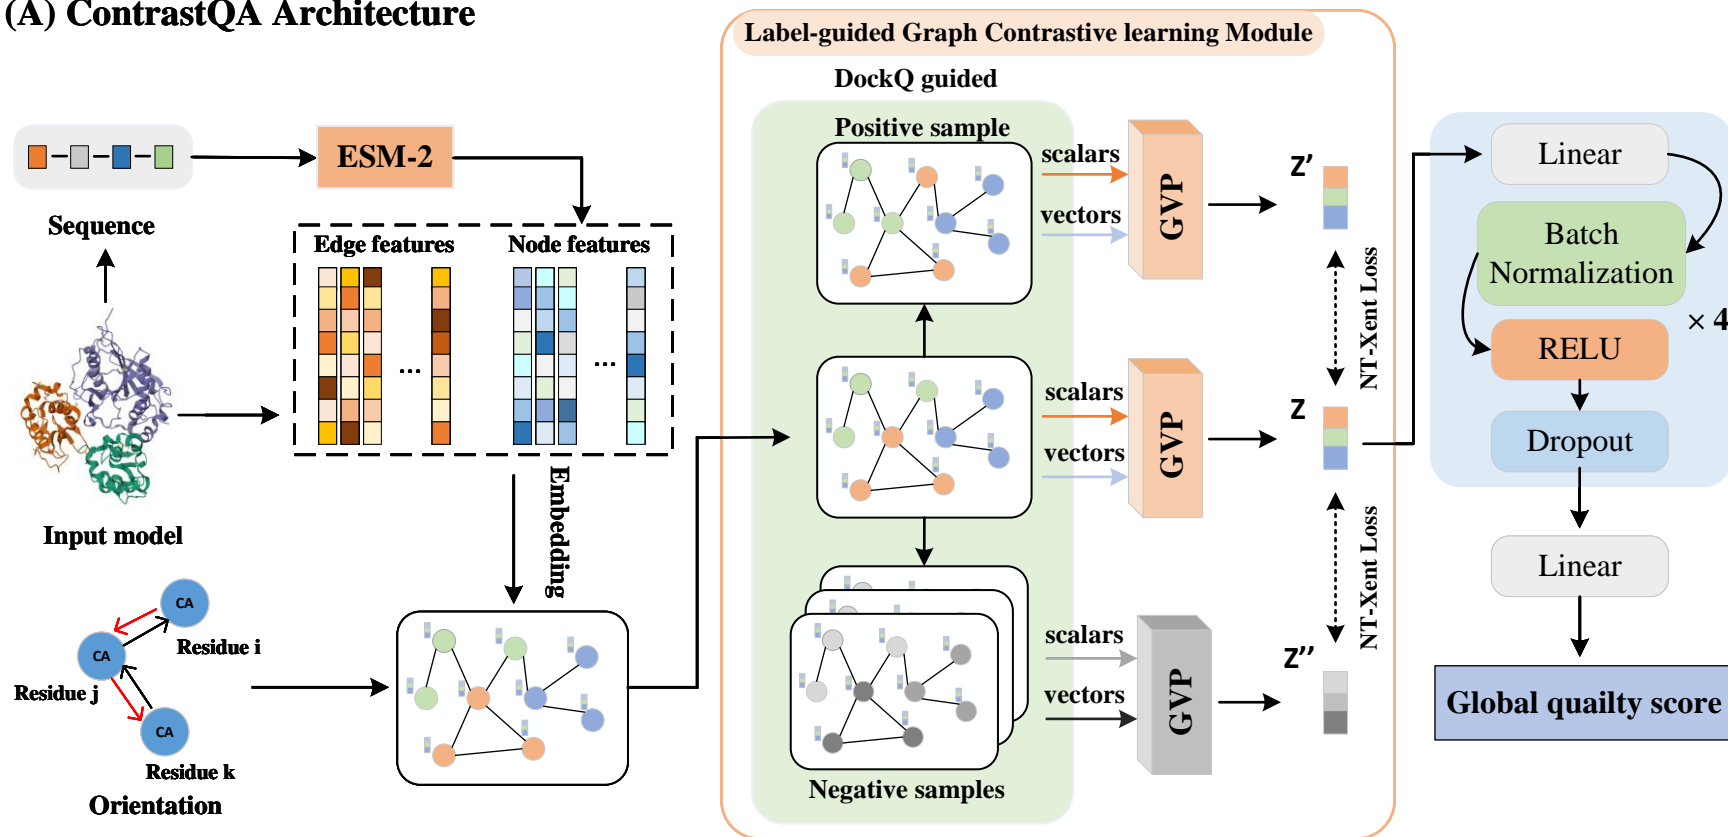 (A) ContrastQA Architecture
Label-guided Graph Contrastive learning Module
DockQ guided
Positive sample
ESM-2
Sequence
Edge features
Node features
...
...
Input model
Embedding
CA
Residue i
CA
Residue j
CA
Residue k
Orientation
scalars
vectors
GVP
Z'
NT-Xent Loss
scalars
vectors
GVP
Z
NT-Xent Loss
scalars
vectors
GVP
Z''
Negative samples
Linear
Batch
Normalization
× 4
RELU
Dropout
Linear
Global quailty score